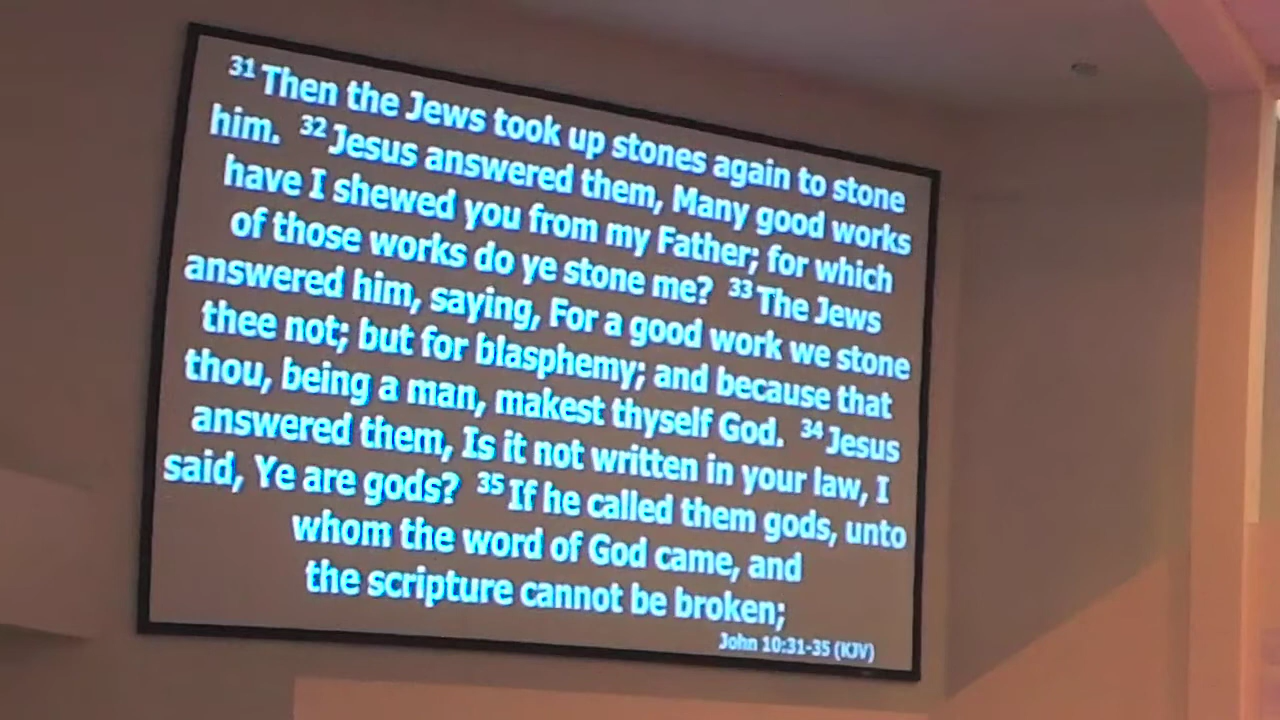 31 Then the Jews took up stones again to stone
him. 32 Jesus answered them, Many good works
have I shewed you from my Father; for which
of those works do ye stone me? 33 The Jews
answered him, saying, For a good work we stone
thee not; but for blasphemy; and because that
thou, being a man, makest thyself God. 34 Jesus
answered them, Is it not written in your law, I
said, Ye are gods? 35 If he called them gods, unto
whom the word of God came, and
the scripture cannot be broken;
John 10:31-35 (KJV)